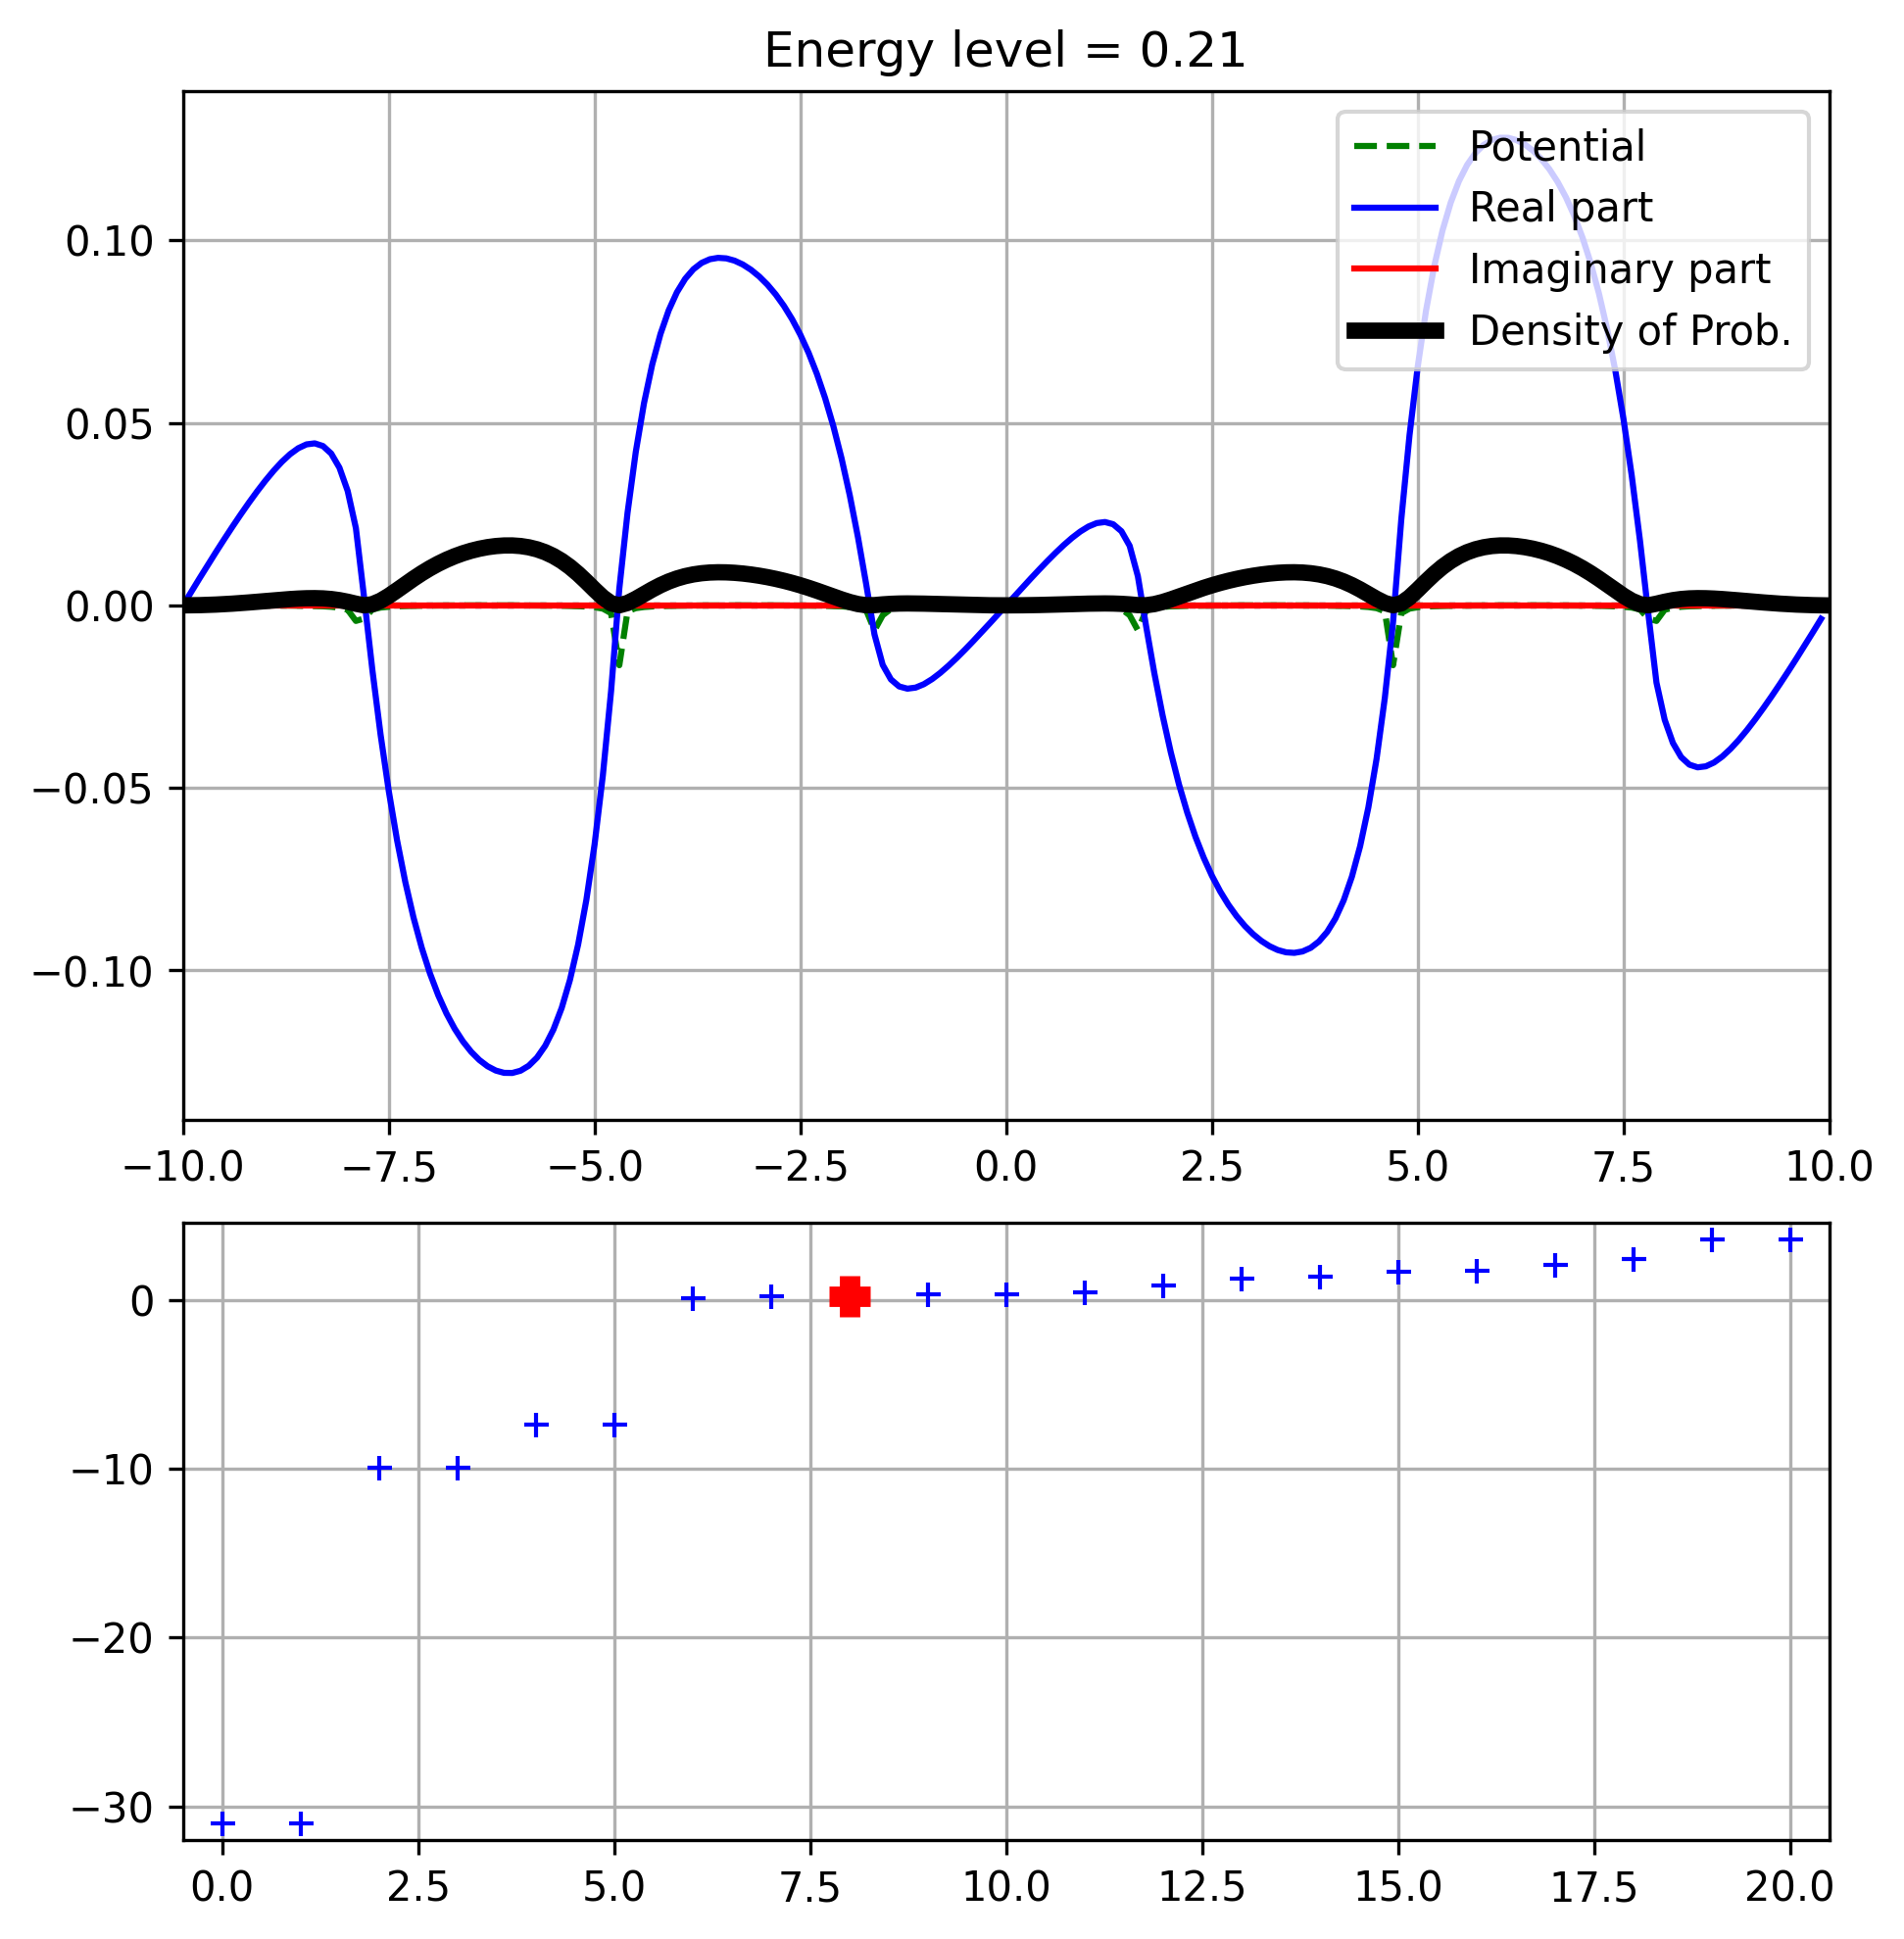 Energy level = 0.21
Potential
Real part
Imaginary part
Density of Prob.
0.10
0.05
0.00
−0.05
−0.10
−10.0 −7.5 −5.0 −2.5 0.0 2.5 5.0 7.5 10.0
0
−10
−20
−30
0.0 2.5 5.0 7.5 10.0 12.5 15.0 17.5 20.0